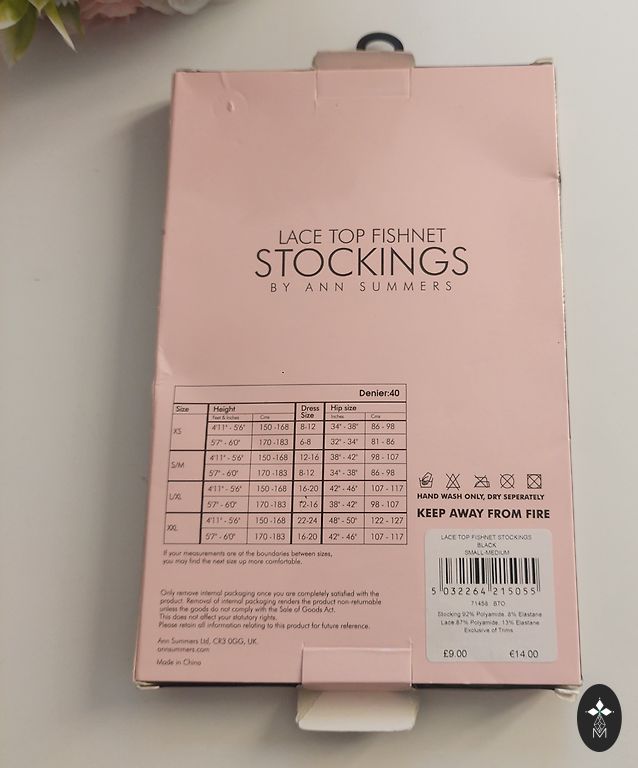 LACE TOP FISHNET
STOCKINGS
BY ANN SUMMERS
Denier:40
Size Height Dress Size Hip size
Feet & Inches Cms Inches Cms
XS 4'11" - 5'6" 150 -168 8-12 34" - 38" 86 - 98
5'7" - 6'0" 170 -183 6-8 32" - 34" 81 - 86
S/M 4'11" - 5'6" 150 -168 12-16 38" - 42" 98 - 107
5'7" - 6'0" 170 -183 8-12 34" - 38" 86 - 98
L/XL 4'11" - 5'6" 150 -168 16-20 42" - 46" 107 - 117
5'7" - 6'0" 170 -183 12-16 38" - 42" 98 - 107
XXL 4'11" - 5'6" 150 -168 22-24 48" - 50" 122 - 127
5'7" - 6'0" 170 -183 16-20 42" - 46" 107 - 117
If your measurements are at the boundaries between sizes,
you may find the next size up more comfortable.
Only remove internal packaging once you are completely satisfied with the
product. Removal of internal packaging renders the product non-returnable
unless the goods do not comply with the Sale of Goods Act.
This does not affect your statutory rights.
Please retain all information relating to this product for future reference.
Ann Summers Ltd, CR3 0GG, UK.
annsummers.com
Made in China
HAND WASH ONLY, DRY SEPERATELY
KEEP AWAY FROM FIRE
LACE TOP FISHNET STOCKINGS
BLACK
SMALL-MEDIUM
5 032264 215055
71458 BTO
Stocking 92% Polyamide, 8% Elastane
Lace 87% Polyamide, 13% Elastane
Exclusive of Trims
£9.00 €14.00
M